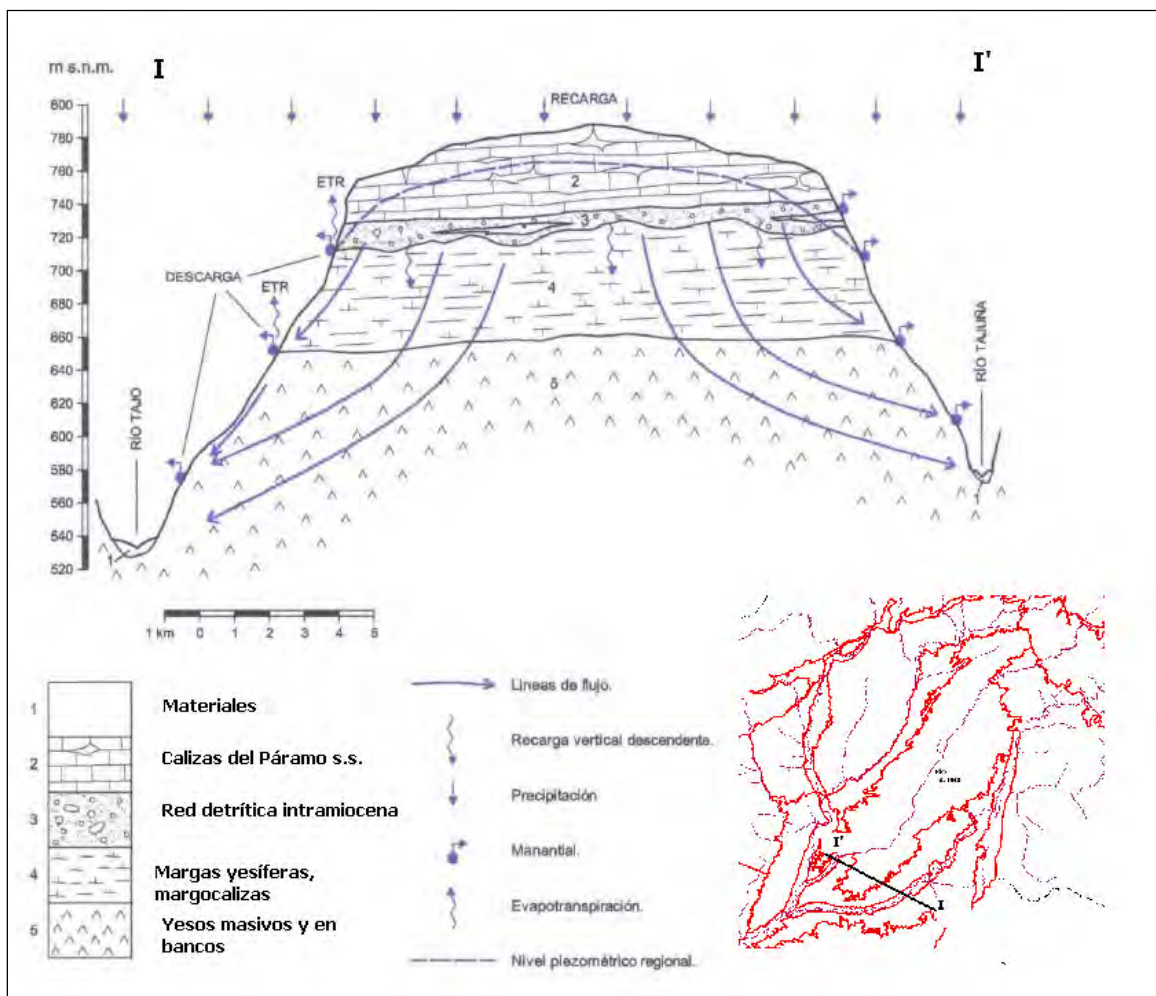 m s.n.m.
I
I'
RECARGA
600
780
760
740
720
700
680
660
640
620
600
580
560
540
520
ETR
DESCARGA
ETR
RÍO TAJO
RÍO TAJUÑA
2
3
4
5
1
1
1 km 0 1 2 3 4 5
1 Materiales
2 Calizas del Páramo s.s.
3 Red detrítica intramiocena
4 Margas yesíferas,
margocalizas
5 Yesos masivos y en
bancos
Líneas de flujo.
Recarga vertical descendente.
Precipitación
Manantial.
Evapotranspiración.
Nivel piezométrico regional.
I'
I